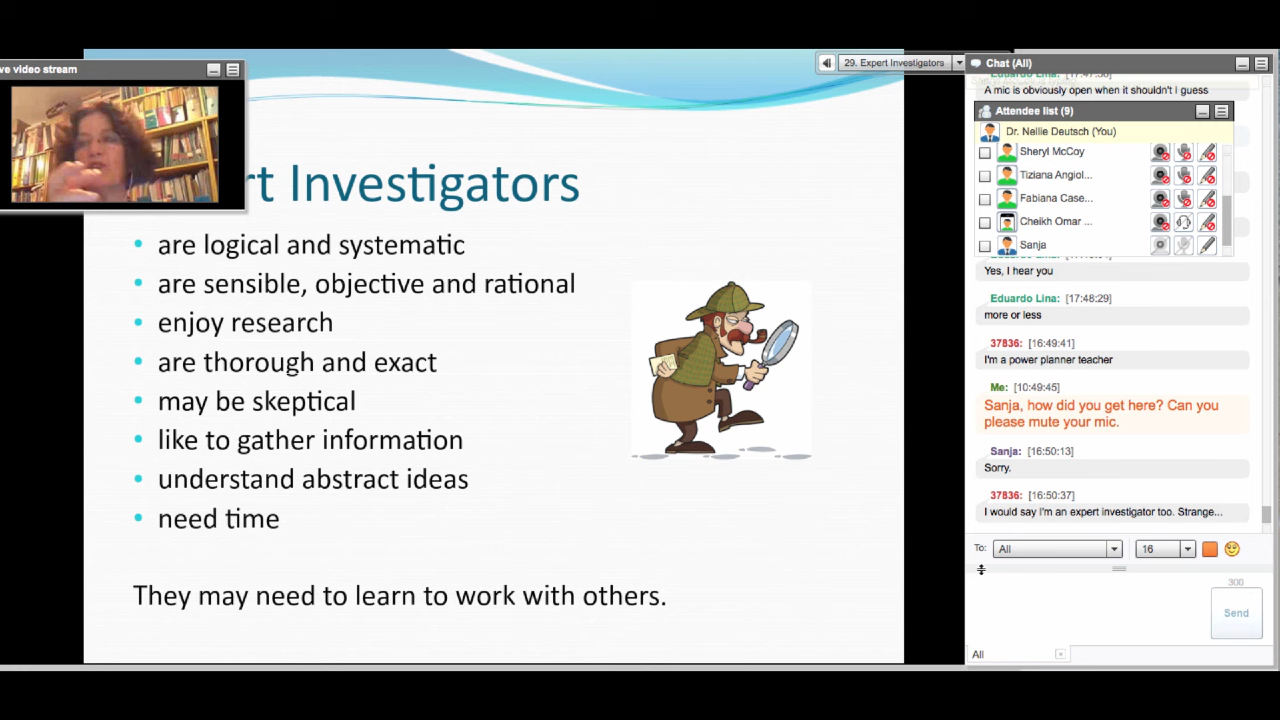 ve video stream
29. Expert Investigators
rt Investigators
• are logical and systematic
• are sensible, objective and rational
• enjoy research
• are thorough and exact
• may be skeptical
• like to gather information
• understand abstract ideas
• need time
They may need to learn to work with others.
Chat (All)
A mic is obviously open when it shouldn't i guess
Attendee list (9)
Dr. Nellie Deutsch (You)
Sheryl McCoy
Tiziana Angiol...
Fabiana Case...
Cheikh Omar ...
Sanja
Yes, I hear you
Eduardo Lina: [17:48:29]
more or less
37836: [16:49:41]
I'm a power planner teacher
Me: [10:49:45]
Sanja, how did you get here? Can you
please mute your mic.
Sanja: [16:50:13]
Sorry.
37836: [16:50:37]
I would say I'm an expert investigator too. Strange...
To: All 16
300
Send
All